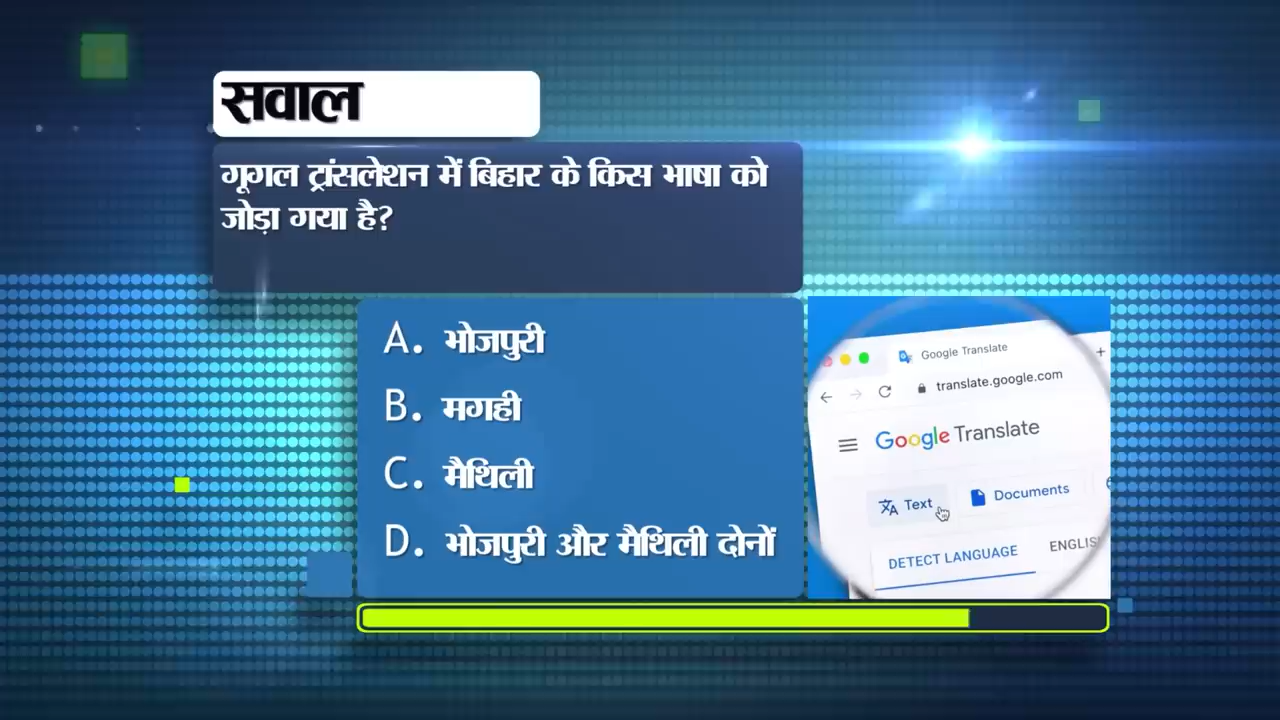 सवाल
गूगल ट्रांसलेशन में बिहार के किस भाषा को
जोड़ा गया है?
A. भोजपुरी
B. मगही
C. मैथिली
D. भोजपुरी और मैथिली दोनों
Google Translate
translate.google.com
Google Translate
Text
Documents
DETECT LANGUAGE